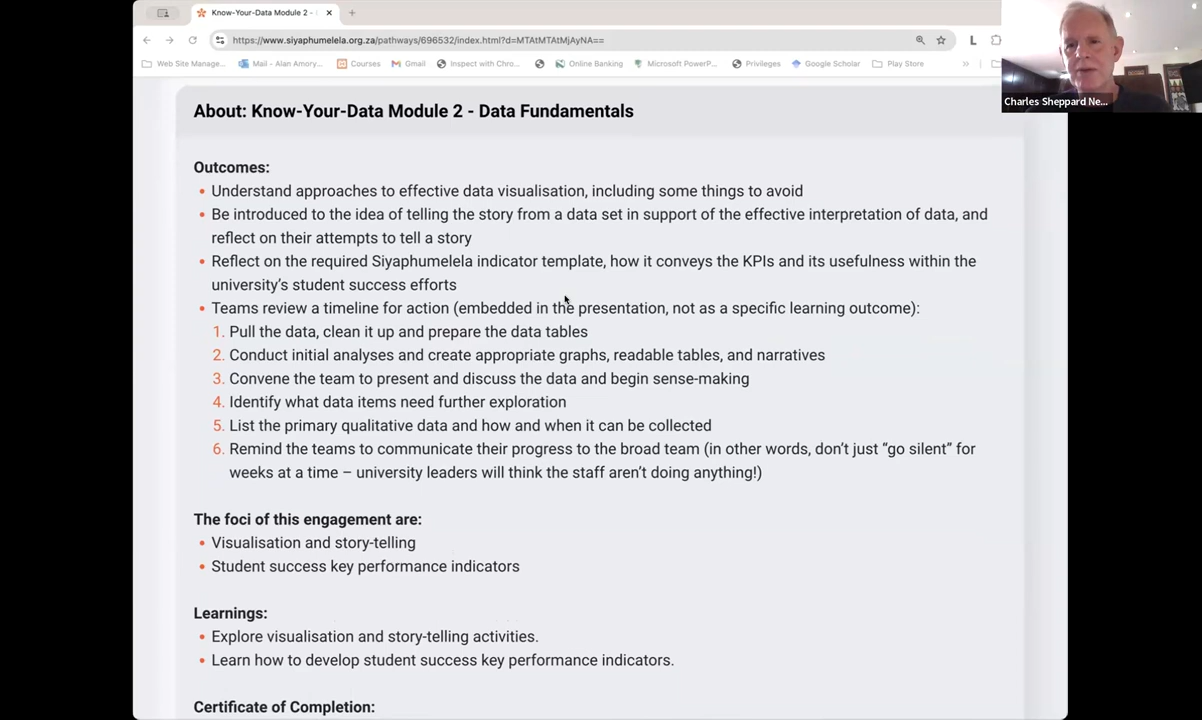 Know-Your-Data Module 2 -
https://www.siyaphumelela.org.za/pathways/696532/index.html?d=MTAtMTAtMjAyNA==
L
Web Site Manage...
Mail - Alan Amory...
Courses
Gmail
Inspect with Chro...
Online Banking
Microsoft PowerP...
Privileges
Google Scholar
Play Store
»
Charles Sheppard Ne...
About: Know-Your-Data Module 2 - Data Fundamentals
Outcomes:
• Understand approaches to effective data visualisation, including some things to avoid
• Be introduced to the idea of telling the story from a data set in support of the effective interpretation of data, and
reflect on their attempts to tell a story
• Reflect on the required Siyaphumelela indicator template, how it conveys the KPIs and its usefulness within the
university's student success efforts
• Teams review a timeline for action (embedded in the presentation, not as a specific learning outcome):
1. Pull the data, clean it up and prepare the data tables
2. Conduct initial analyses and create appropriate graphs, readable tables, and narratives
3. Convene the team to present and discuss the data and begin sense-making
4. Identify what data items need further exploration
5. List the primary qualitative data and how and when it can be collected
6. Remind the teams to communicate their progress to the broad team (in other words, don't just "go silent" for
weeks at a time – university leaders will think the staff aren't doing anything!)
The foci of this engagement are:
• Visualisation and story-telling
• Student success key performance indicators
Learnings:
• Explore visualisation and story-telling activities.
• Learn how to develop student success key performance indicators.
Certificate of Completion: